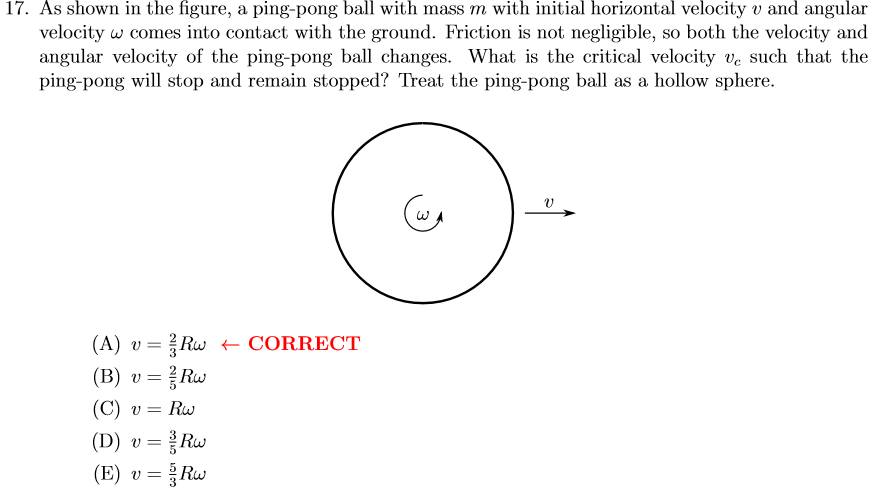 17. As shown in the figure, a ping-pong ball with mass m with initial horizontal velocity v and angular
velocity ω comes into contact with the ground. Friction is not negligible, so both the velocity and
angular velocity of the ping-pong ball changes. What is the critical velocity v_c such that the
ping-pong will stop and remain stopped? Treat the ping-pong ball as a hollow sphere.
ω
v
(A) v = 2/3 Rω ← CORRECT
(B) v = 2/5 Rω
(C) v = Rω
(D) v = 3/5 Rω
(E) v = 5/3 Rω